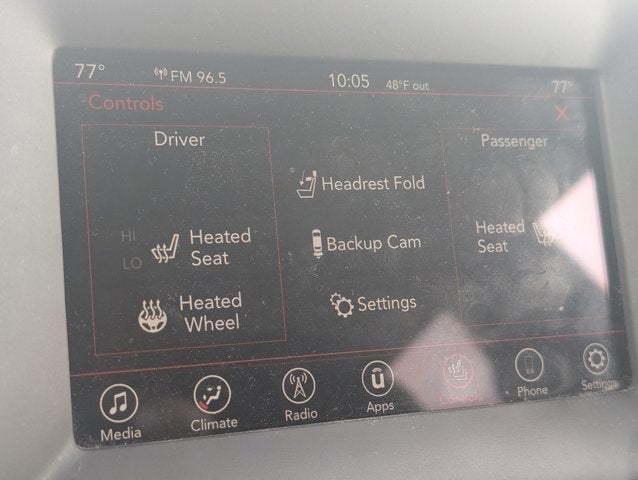 77° FM 96.5 10:05 48°F out 77°
Controls X
Driver
Passenger
Headrest Fold
HI
LO
Heated
Seat
Backup Cam
Heated
Seat
Heated
Wheel
Settings
Media
Climate
Radio
Apps
Controls
Phone
Settings